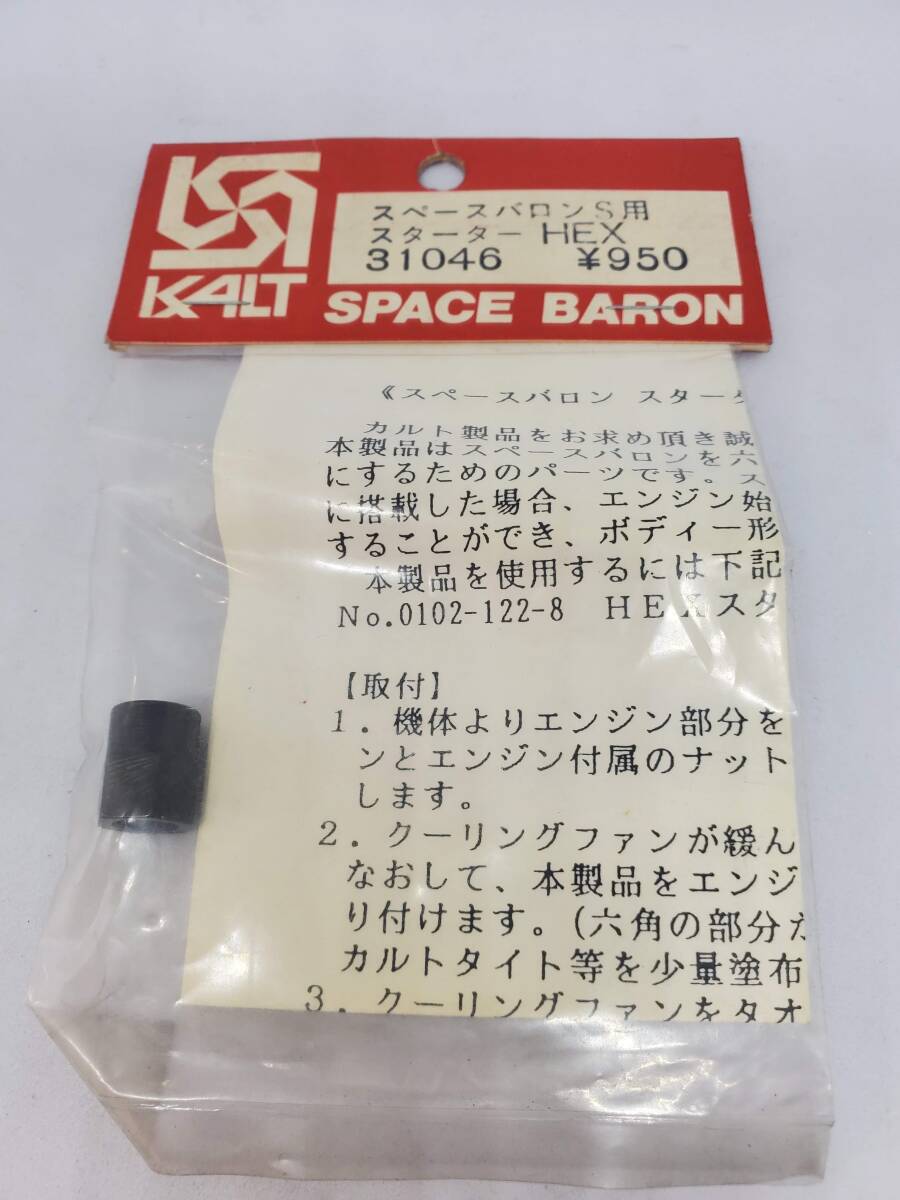 スペースバロンS用
スターター HEX
31046 ¥950
KALT SPACE BARON
《スペースバロン スター
カルト製品をお求め頂き誠
本製品はスペースバロンを六
にするためのパーツです。ス
に搭載した場合、エンジン始
することができ、ボディー形
本製品を使用するには下記
No.0102-122-8 HEXスタ
【取付】
1．機体よりエンジン部分を
ンとエンジン付属のナット
します。
2．クーリングファンが緩ん
なおして、本製品をエンジ
り付けます。(六角の部分
カルトタイト等を少量塗布
3．クーリングファンをタオ